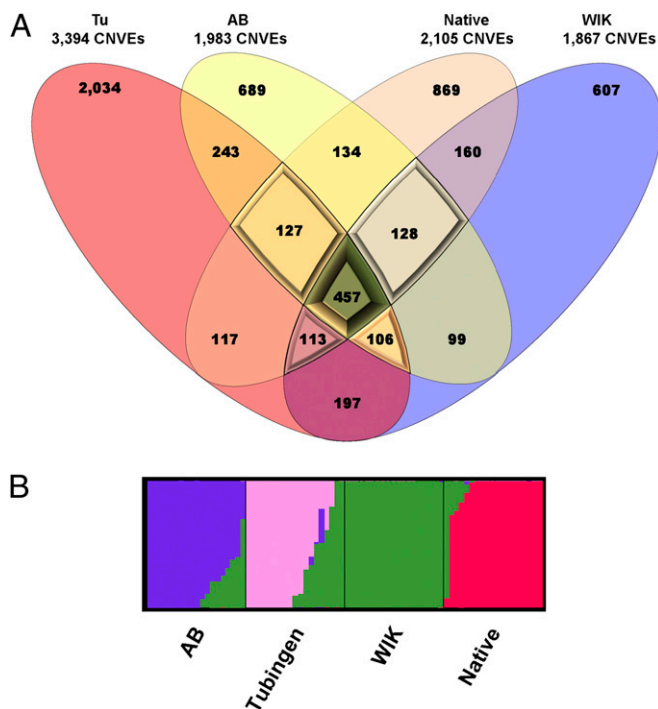 A
Tu AB Native WIK
3,394 CNVEs 1,983 CNVEs 2,105 CNVEs 1,867 CNVEs
2,034 689 869 607
243 134 160
127 128
457
117 113 106 99
197
B
AB Tubingen WIK Native